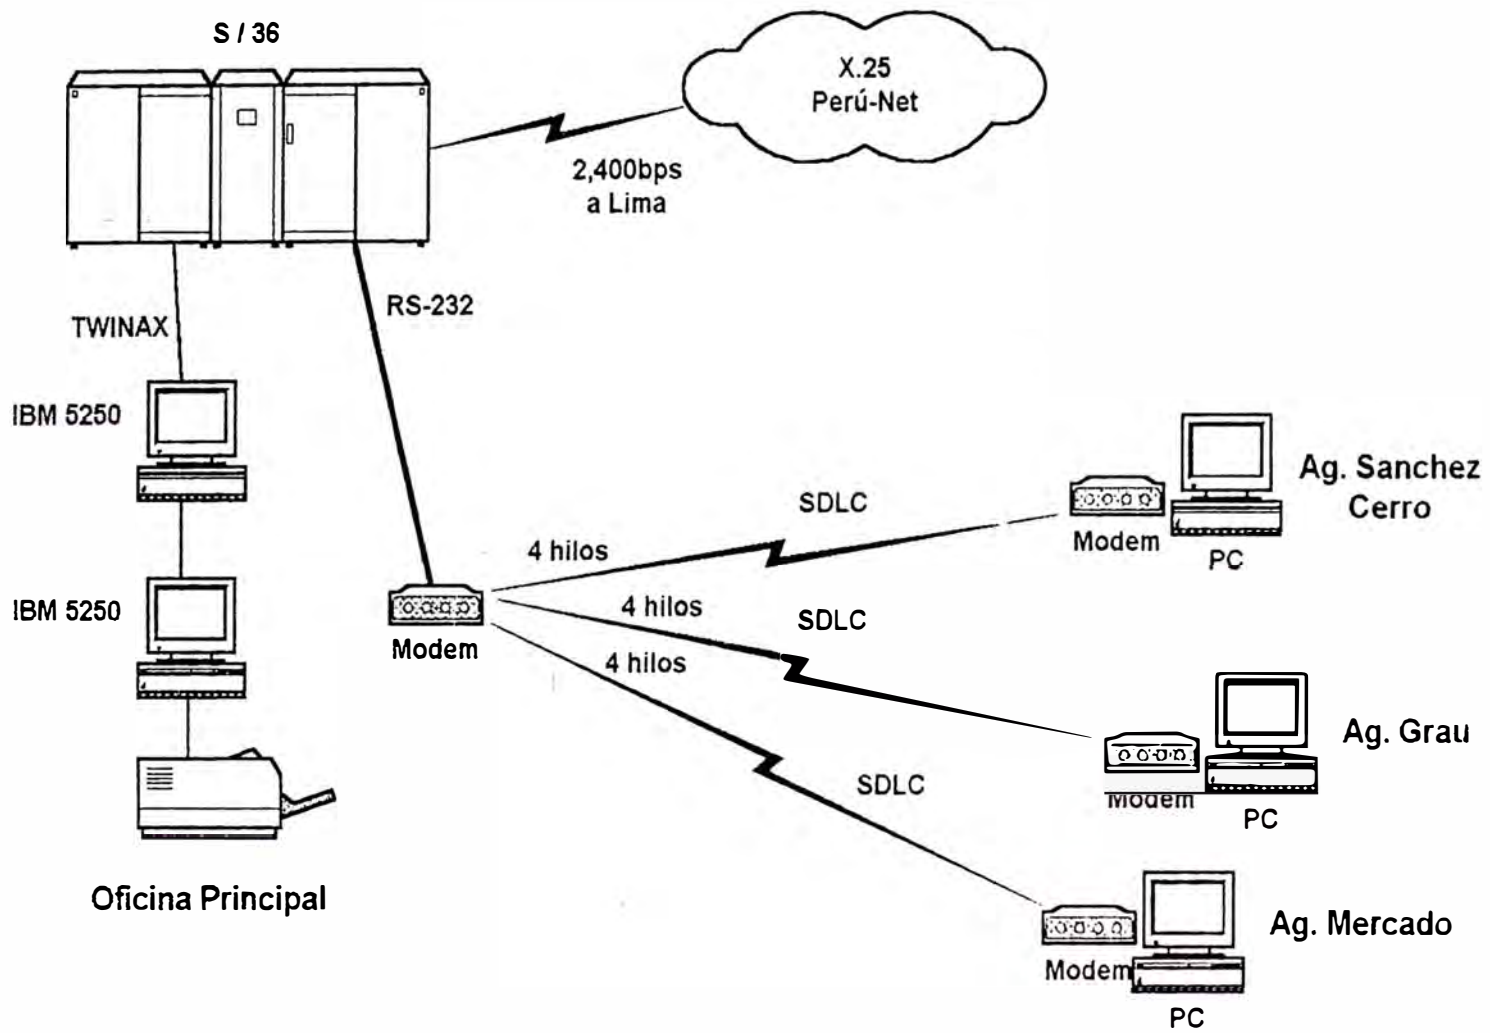 S / 36
X.25
Perú-Net
2,400bps
a Lima
RS-232
TWINAX
IBM 5250
IBM 5250
Oficina Principal
Modem
4 hilos
SDLC
4 hilos
SDLC
4 hilos
SDLC
Modem
PC
Ag. Sanchez
Cerro
Modem
PC
Ag. Grau
Modem
PC
Ag. Mercado